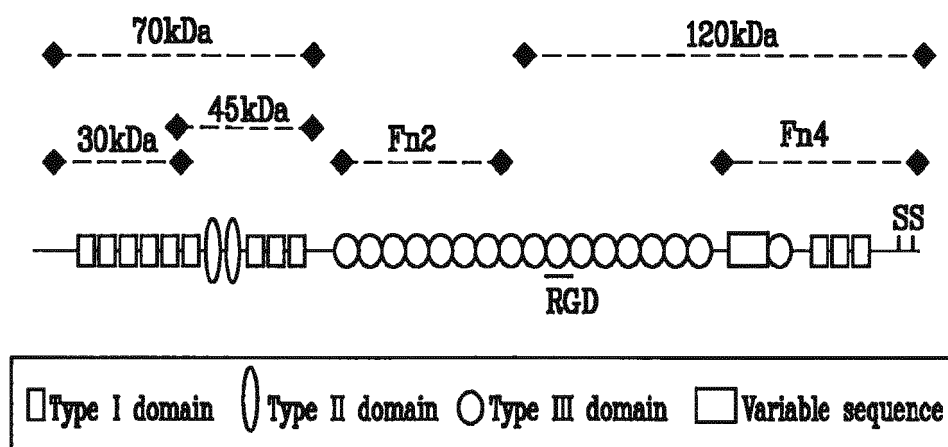 70kDa
120kDa
45kDa
30kDa
Fn2
Fn4
SS
RGD
Type I domain
Type II domain
Type III domain
Variable sequence